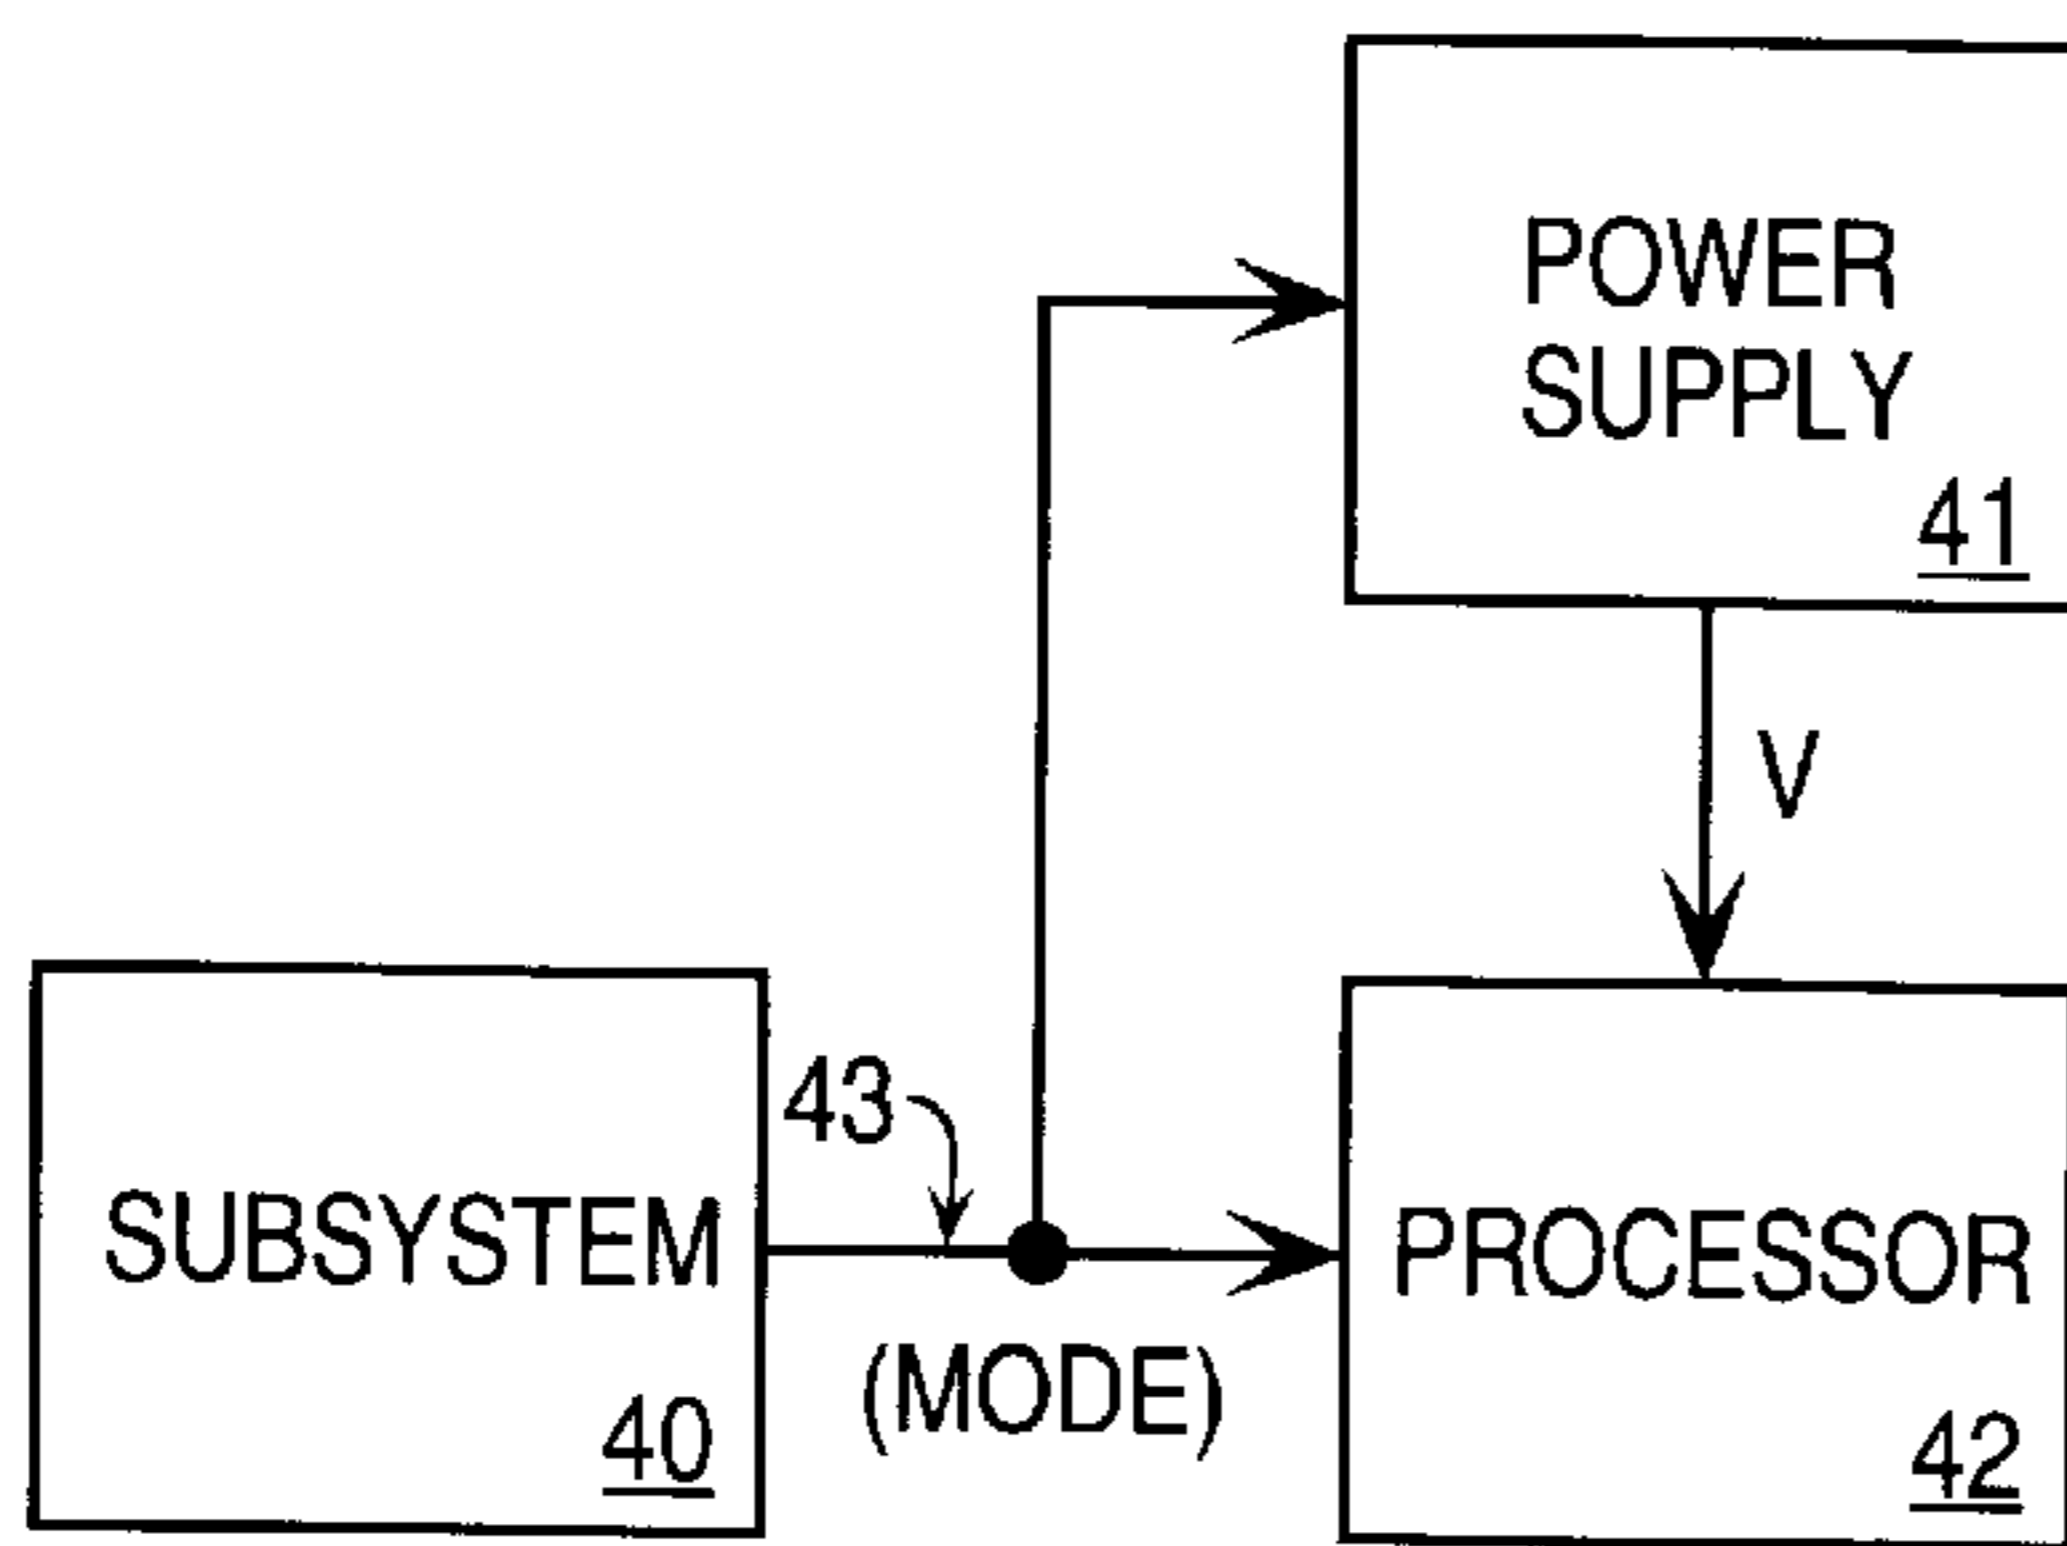 POWER
SUPPLY
41
V
43
SUBSYSTEM
PROCESSOR
(MODE)
40
42